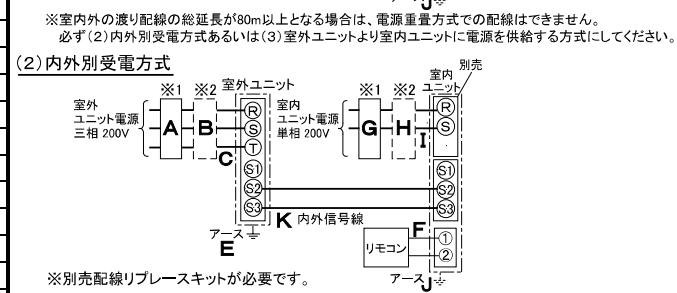 ※室内外の渡り配線の総延長が80m以上となる場合は、電源重畳方式での配線はできません。
必ず(2)内外別受電方式あるいは(3)室外ユニットより室内ユニットに電源を供給する方式にしてください。
(2)内外別受電方式
別売
室外ユニット
室内
ユニット
※1 ※2
※1 ※2
室外
ユニット電源
三相 200V
A
B
C
R
S
T
S1
S2
S3
室内
ユニット電源
単相 200V
G
H
I
R
S
S1
S2
S3
K 内外信号線
アース
E
リモコン
F
1
2
アース
J
※別売配線リプレースキットが必要です。